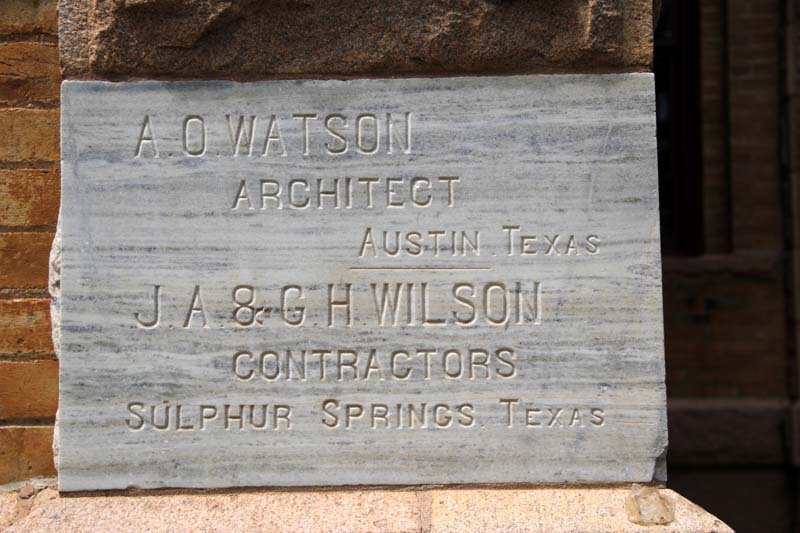 A.O. WATSON
ARCHITECT
AUSTIN. TEXAS
J.A. & G.H WILSON
CONTRACTORS
SULPHUR SPRINGS. TEXAS